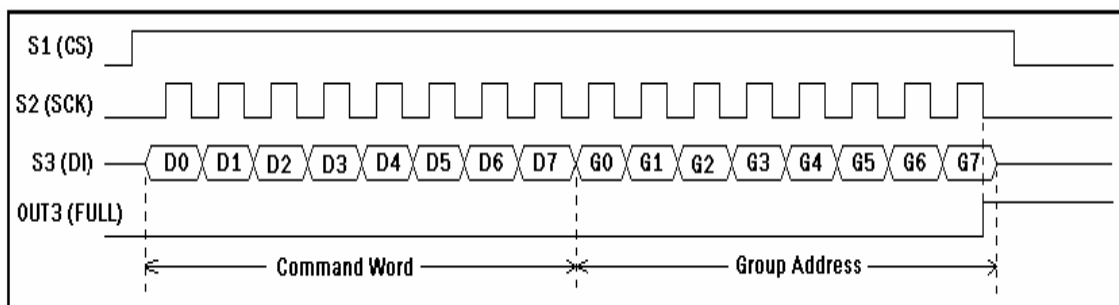 S1 (CS)
S2 (SCK)
S3 (DI) D0 D1 D2 D3 D4 D5 D6 D7 G0 G1 G2 G3 G4 G5 G6 G7
OUT3 (FULL)
Command Word Group Address